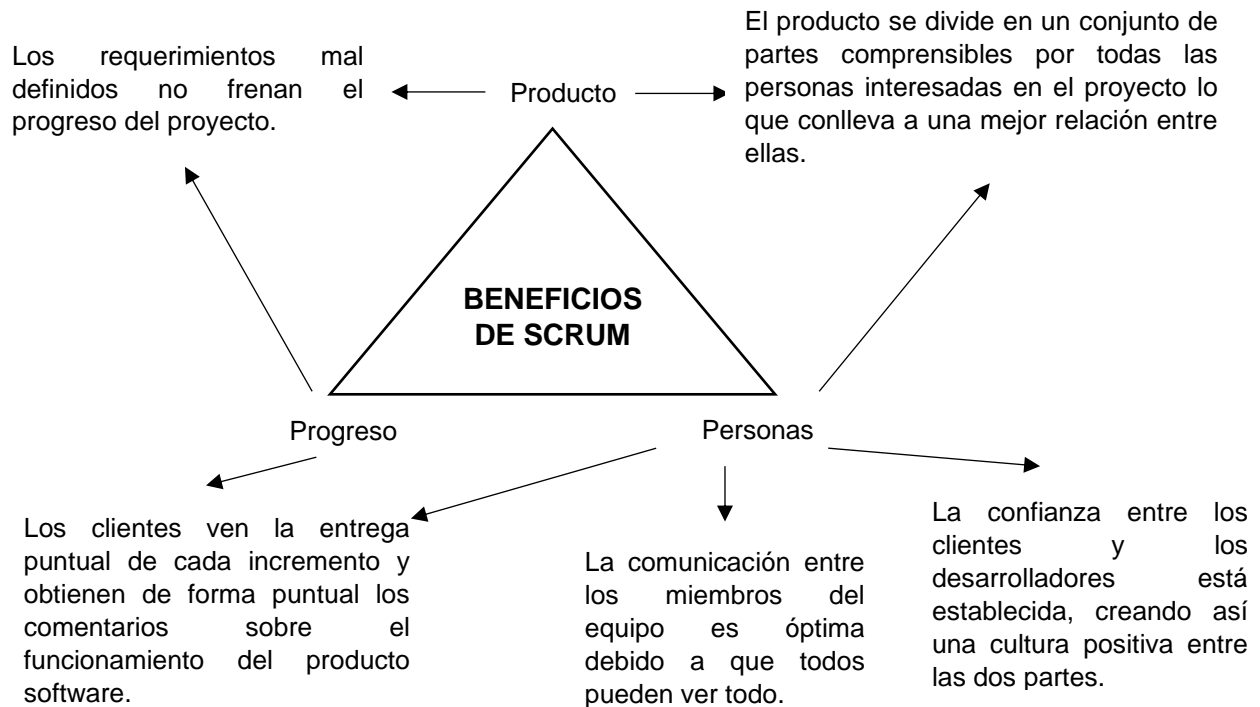 Los requerimientos mal
definidos no frenan el
progreso del proyecto.
Producto
El producto se divide en un conjunto de
partes comprensibles por todas las
personas interesadas en el proyecto lo
que conlleva a una mejor relación entre
ellas.
BENEFICIOS
DE SCRUM
Progreso
Personas
Los clientes ven la entrega
puntual de cada incremento y
obtienen de forma puntual los
comentarios sobre el
funcionamiento del producto
software.
La comunicación entre
los miembros del
equipo es óptima
debido a que todos
pueden ver todo.
La confianza entre los
clientes y los
desarrolladores está
establecida, creando así
una cultura positiva entre
las dos partes.